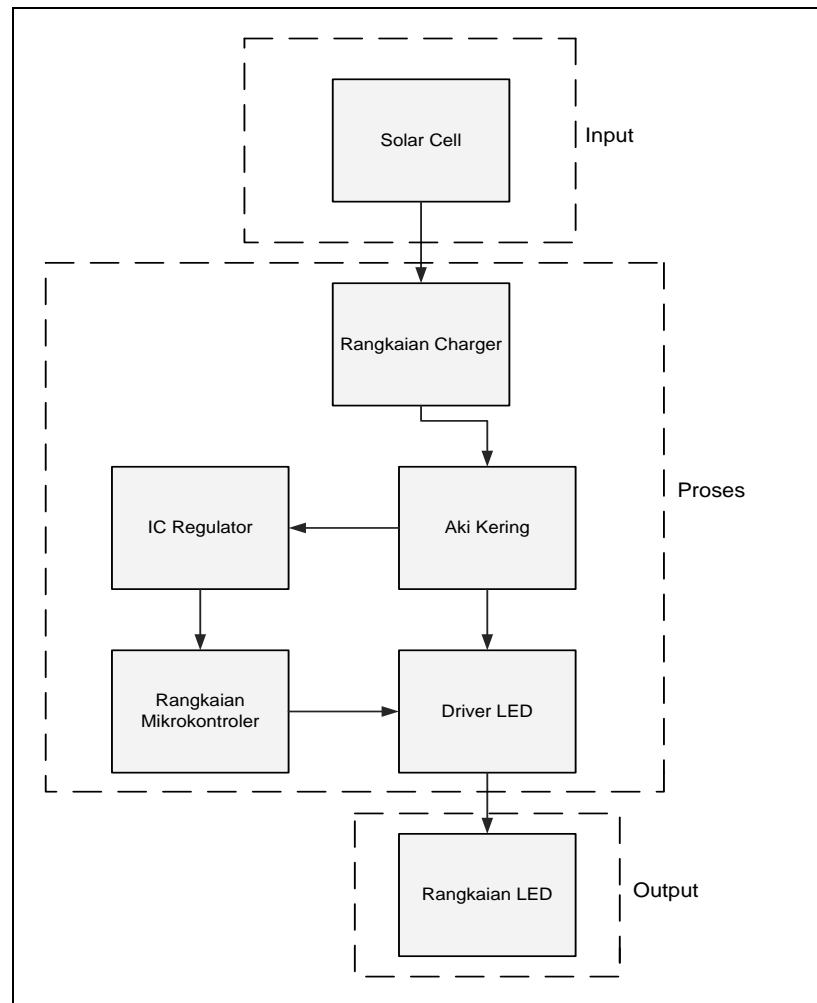 Solar Cell
Input
Rangkaian Charger
Proses
IC Regulator
Aki Kering
Rangkaian
Mikrokontroler
Driver LED
Rangkaian LED
Output